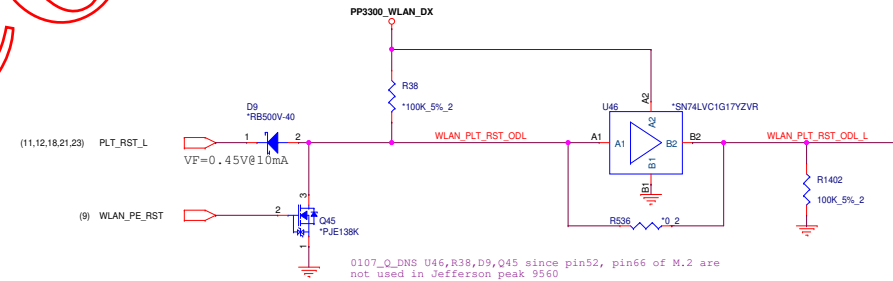 PP3300_WLAN_DX
R38
*100K_5%_2
D9
*RB500V-40
1
2
(11,12,18,21,23) PLT_RST_L
VF=0.45V@10mA
WLAN_PLT_RST_ODL
U46
*SN74LVC1G17YZVR
A2
A2
A1
A1
B2
B2
B1
B1
WLAN_PLT_RST_ODL_L
R1402
100K_5%_2
R536
*0_2
(9) WLAN_PE_RST
2
3
1
Q45
*PJE138K
0107_Q_DNS U46,R38,D9,Q45 since pin52, pin66 of M.2 are
not used in Jefferson peak 9560